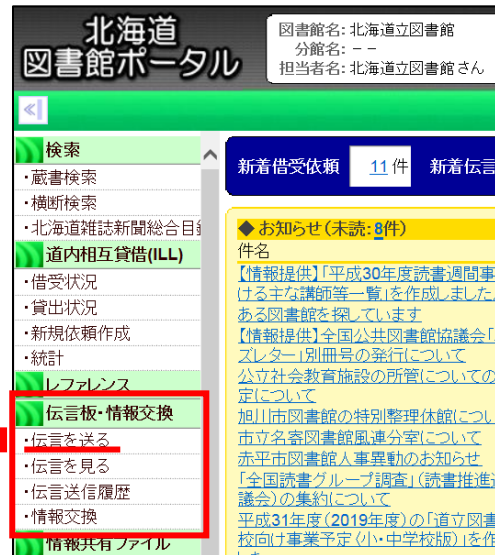 北海道
図書館ポータル
図書館名: 北海道立図書館
分館名: －－
担当者名: 北海道立図書館 さん
検索
・蔵書検索
・横断検索
・北海道雑誌新聞総合目録
道内相互貸借(ILL)
・借受状況
・貸出状況
・新規依頼作成
・統計
レファレンス
伝言板・情報交換
・伝言を送る
・伝言を見る
・伝言送信履歴
・情報交換
情報共有ファイル
新着借受依頼 11 件 新着伝言
◆ お知らせ(未読:8件)
件名
【情報提供】「平成30年度読書週間事
ける主な講師等一覧」を作成しました
ある図書館を探しています
【情報提供】全国公共図書館協議会「
ズレター」別冊号の発行について
公立社会教育施設の所管についての
定について
旭川市図書館の特別整理休館につい
市立名寄図書館風連分室について
赤平市図書館人事異動のお知らせ
「全国読書グループ調査」(読書推進
議会)の集約について
平成31年度(2019年度)の「道立図書
校向け事業予定(小・中学校版)」を作